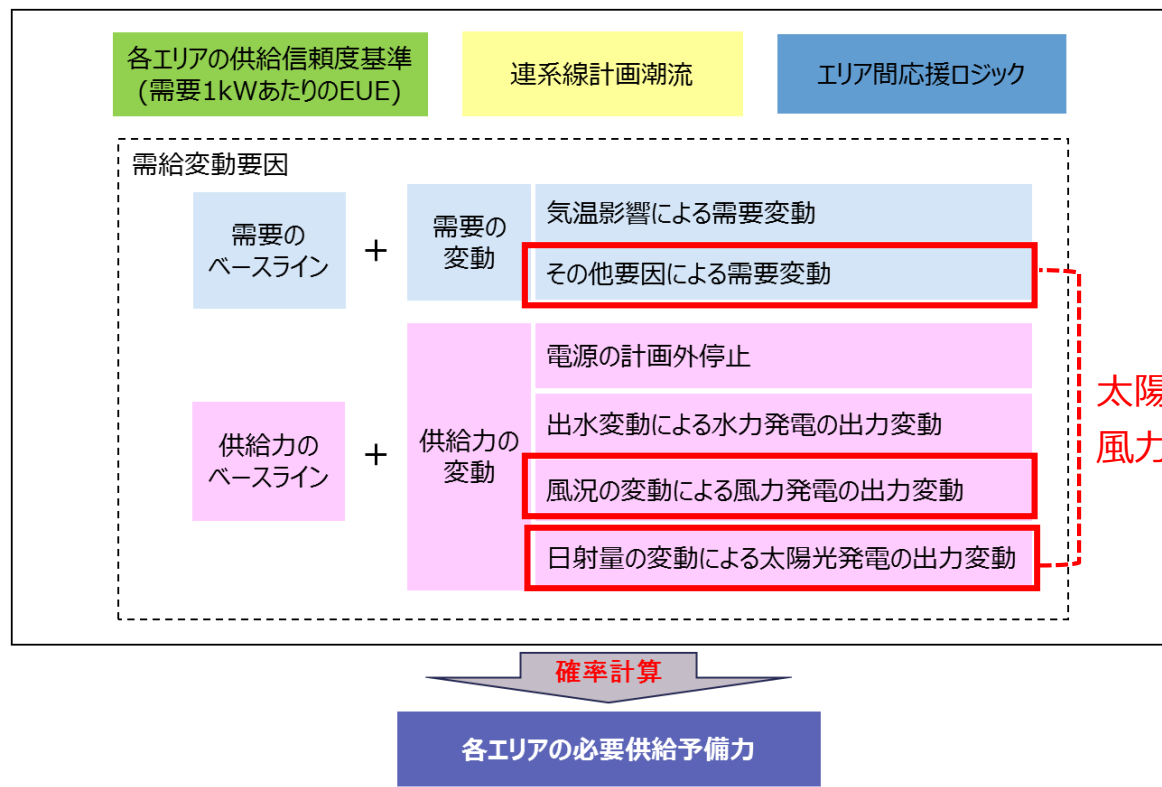 各エリアの供給信頼度基準
(需要1kWあたりのEUE)
連系線計画潮流
エリア間応援ロジック
需給変動要因
需要の
ベースライン
+
需要の
変動
気温影響による需要変動
その他要因による需要変動
供給力の
ベースライン
+
供給力の
変動
電源の計画外停止
出水変動による水力発電の出力変動
風況の変動による風力発電の出力変動
日射量の変動による太陽光発電の出力変動
太陽
風力
確率計算
各エリアの必要供給予備力